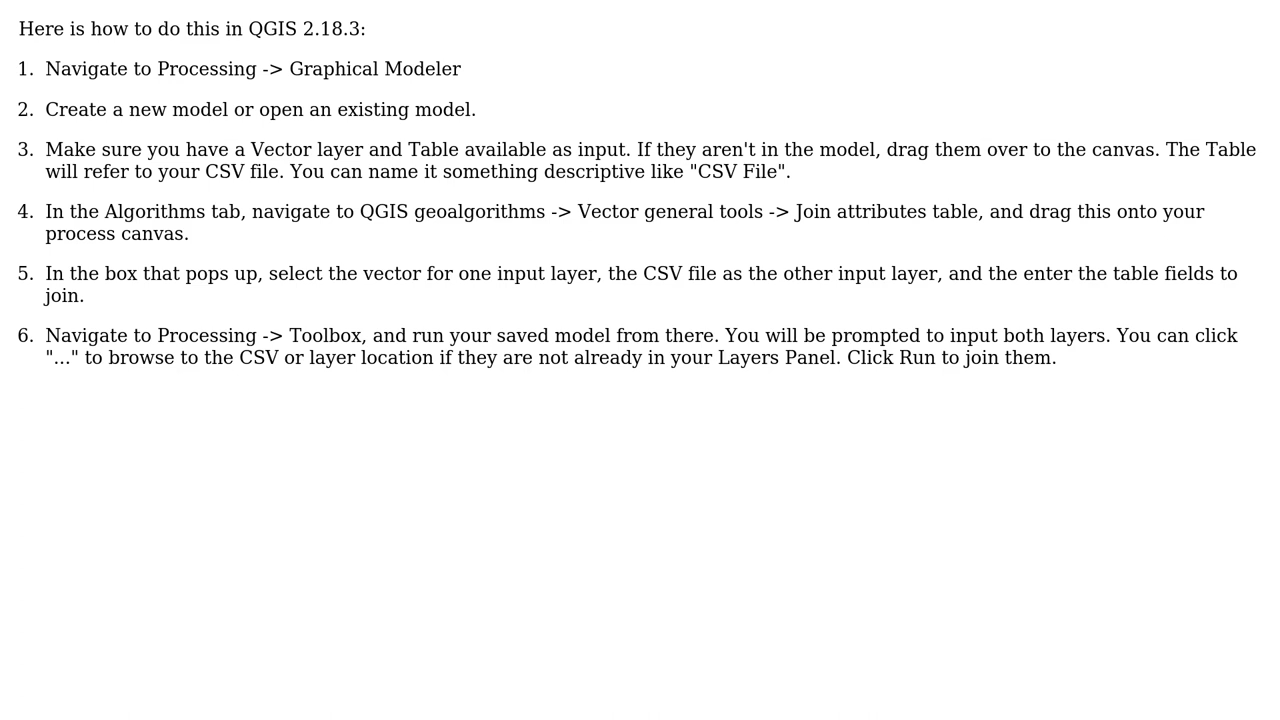 Here is how to do this in QGIS 2.18.3:
1. Navigate to Processing -> Graphical Modeler
2. Create a new model or open an existing model.
3. Make sure you have a Vector layer and Table available as input. If they aren't in the model, drag them over to the canvas. The Table
will refer to your CSV file. You can name it something descriptive like "CSV File".
4. In the Algorithms tab, navigate to QGIS geoalgorithms -> Vector general tools -> Join attributes table, and drag this onto your
process canvas.
5. In the box that pops up, select the vector for one input layer, the CSV file as the other input layer, and the enter the table fields to
join.
6. Navigate to Processing -> Toolbox, and run your saved model from there. You will be prompted to input both layers. You can click
"..." to browse to the CSV or layer location if they are not already in your Layers Panel. Click Run to join them.